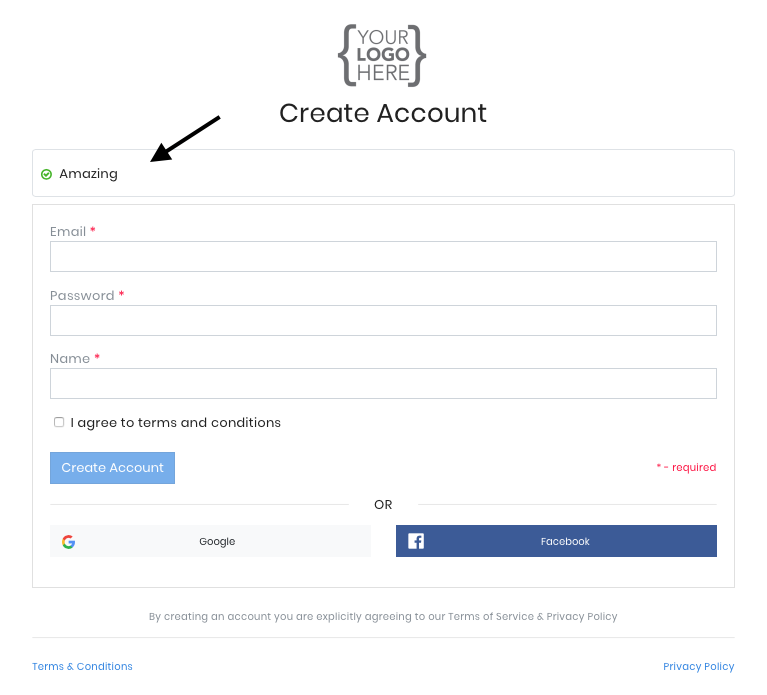 {YOUR
LOGO
HERE}
Create Account
Amazing
Email *
Password *
Name *
I agree to terms and conditions
Create Account
* - required
OR
Google
Facebook
By creating an account you are explicitly agreeing to our Terms of Service & Privacy Policy
Terms & Conditions
Privacy Policy